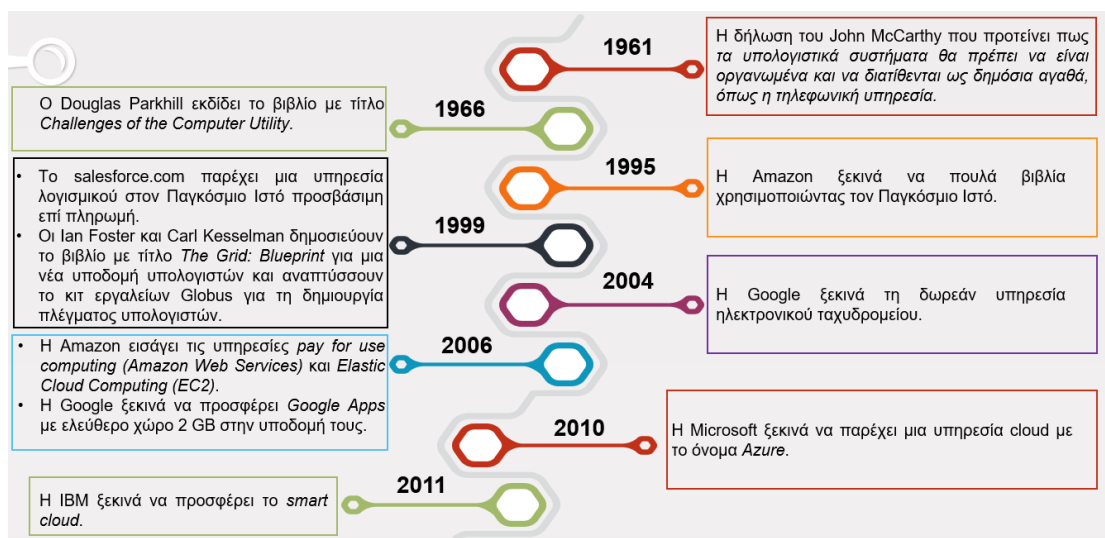 1961
Η δήλωση του John McCarthy που προτείνει πως
τα υπολογιστικά συστήματα θα πρέπει να είναι
οργανωμένα και να διατίθενται ως δημόσια αγαθά,
όπως η τηλεφωνική υπηρεσία.
1966
Ο Douglas Parkhill εκδίδει το βιβλίο με τίτλο
Challenges of the Computer Utility.
1995
Η Amazon ξεκινά να πουλά βιβλία
χρησιμοποιώντας τον Παγκόσμιο Ιστό.
1999
• Το salesforce.com παρέχει μια υπηρεσία
λογισμικού στον Παγκόσμιο Ιστό προσβάσιμη
επί πληρωμή.
• Οι Ian Foster και Carl Kesselman δημοσιεύουν
το βιβλίο με τίτλο The Grid: Blueprint για μια
νέα υποδομή υπολογιστών και αναπτύσσουν
το κιτ εργαλείων Globus για τη δημιουργία
πλέγματος υπολογιστών.
2004
Η Google ξεκινά τη δωρεάν υπηρεσία
ηλεκτρονικού ταχυδρομείου.
2006
• Η Amazon εισάγει τις υπηρεσίες pay for use
computing (Amazon Web Services) και Elastic
Cloud Computing (EC2).
• Η Google ξεκινά να προσφέρει Google Apps
με ελεύθερο χώρο 2 GB στην υποδομή τους.
2010
Η Microsoft ξεκινά να παρέχει μια υπηρεσία cloud με
το όνομα Azure.
2011
Η IBM ξεκινά να προσφέρει το smart
cloud.